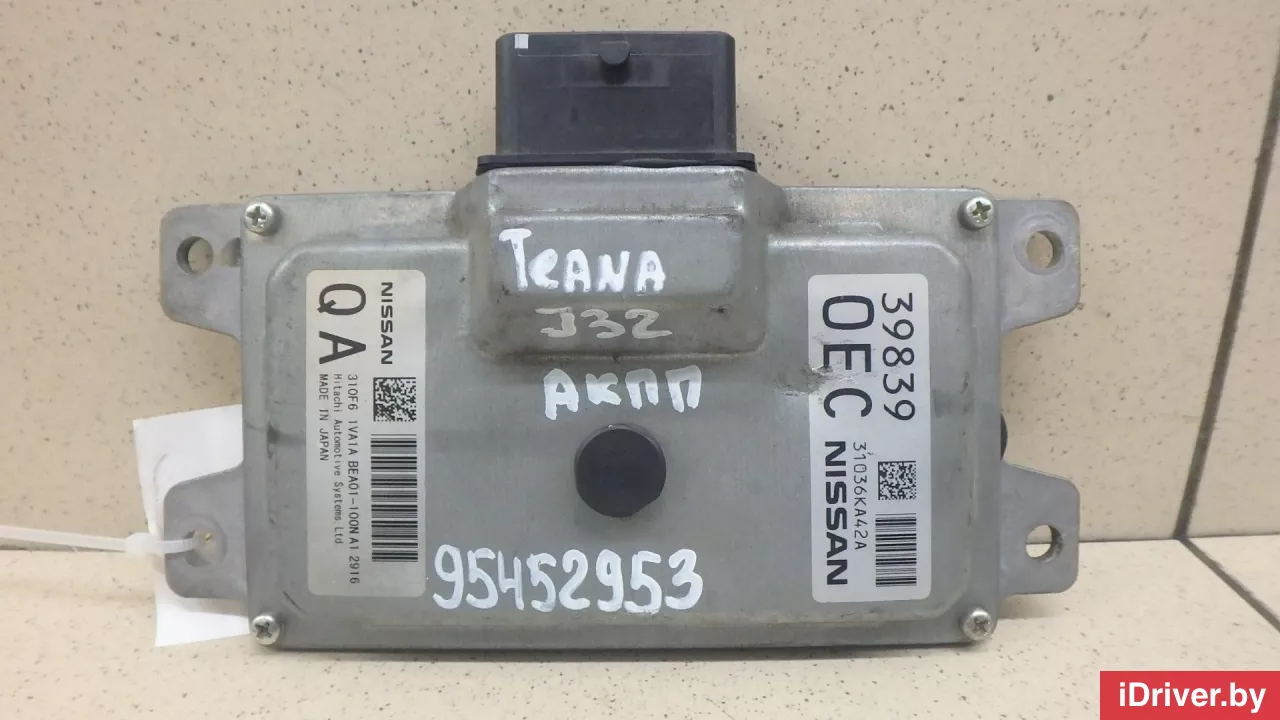 TeANA
J32
АКПП
95452953
NISSAN
QA
310F6 1VA1A BEA01-100N A1 2916
Hitachi Automotive Systems Ltd
MADE IN JAPAN
39839
OEC
31036KA42A
NISSAN
iDriver.by